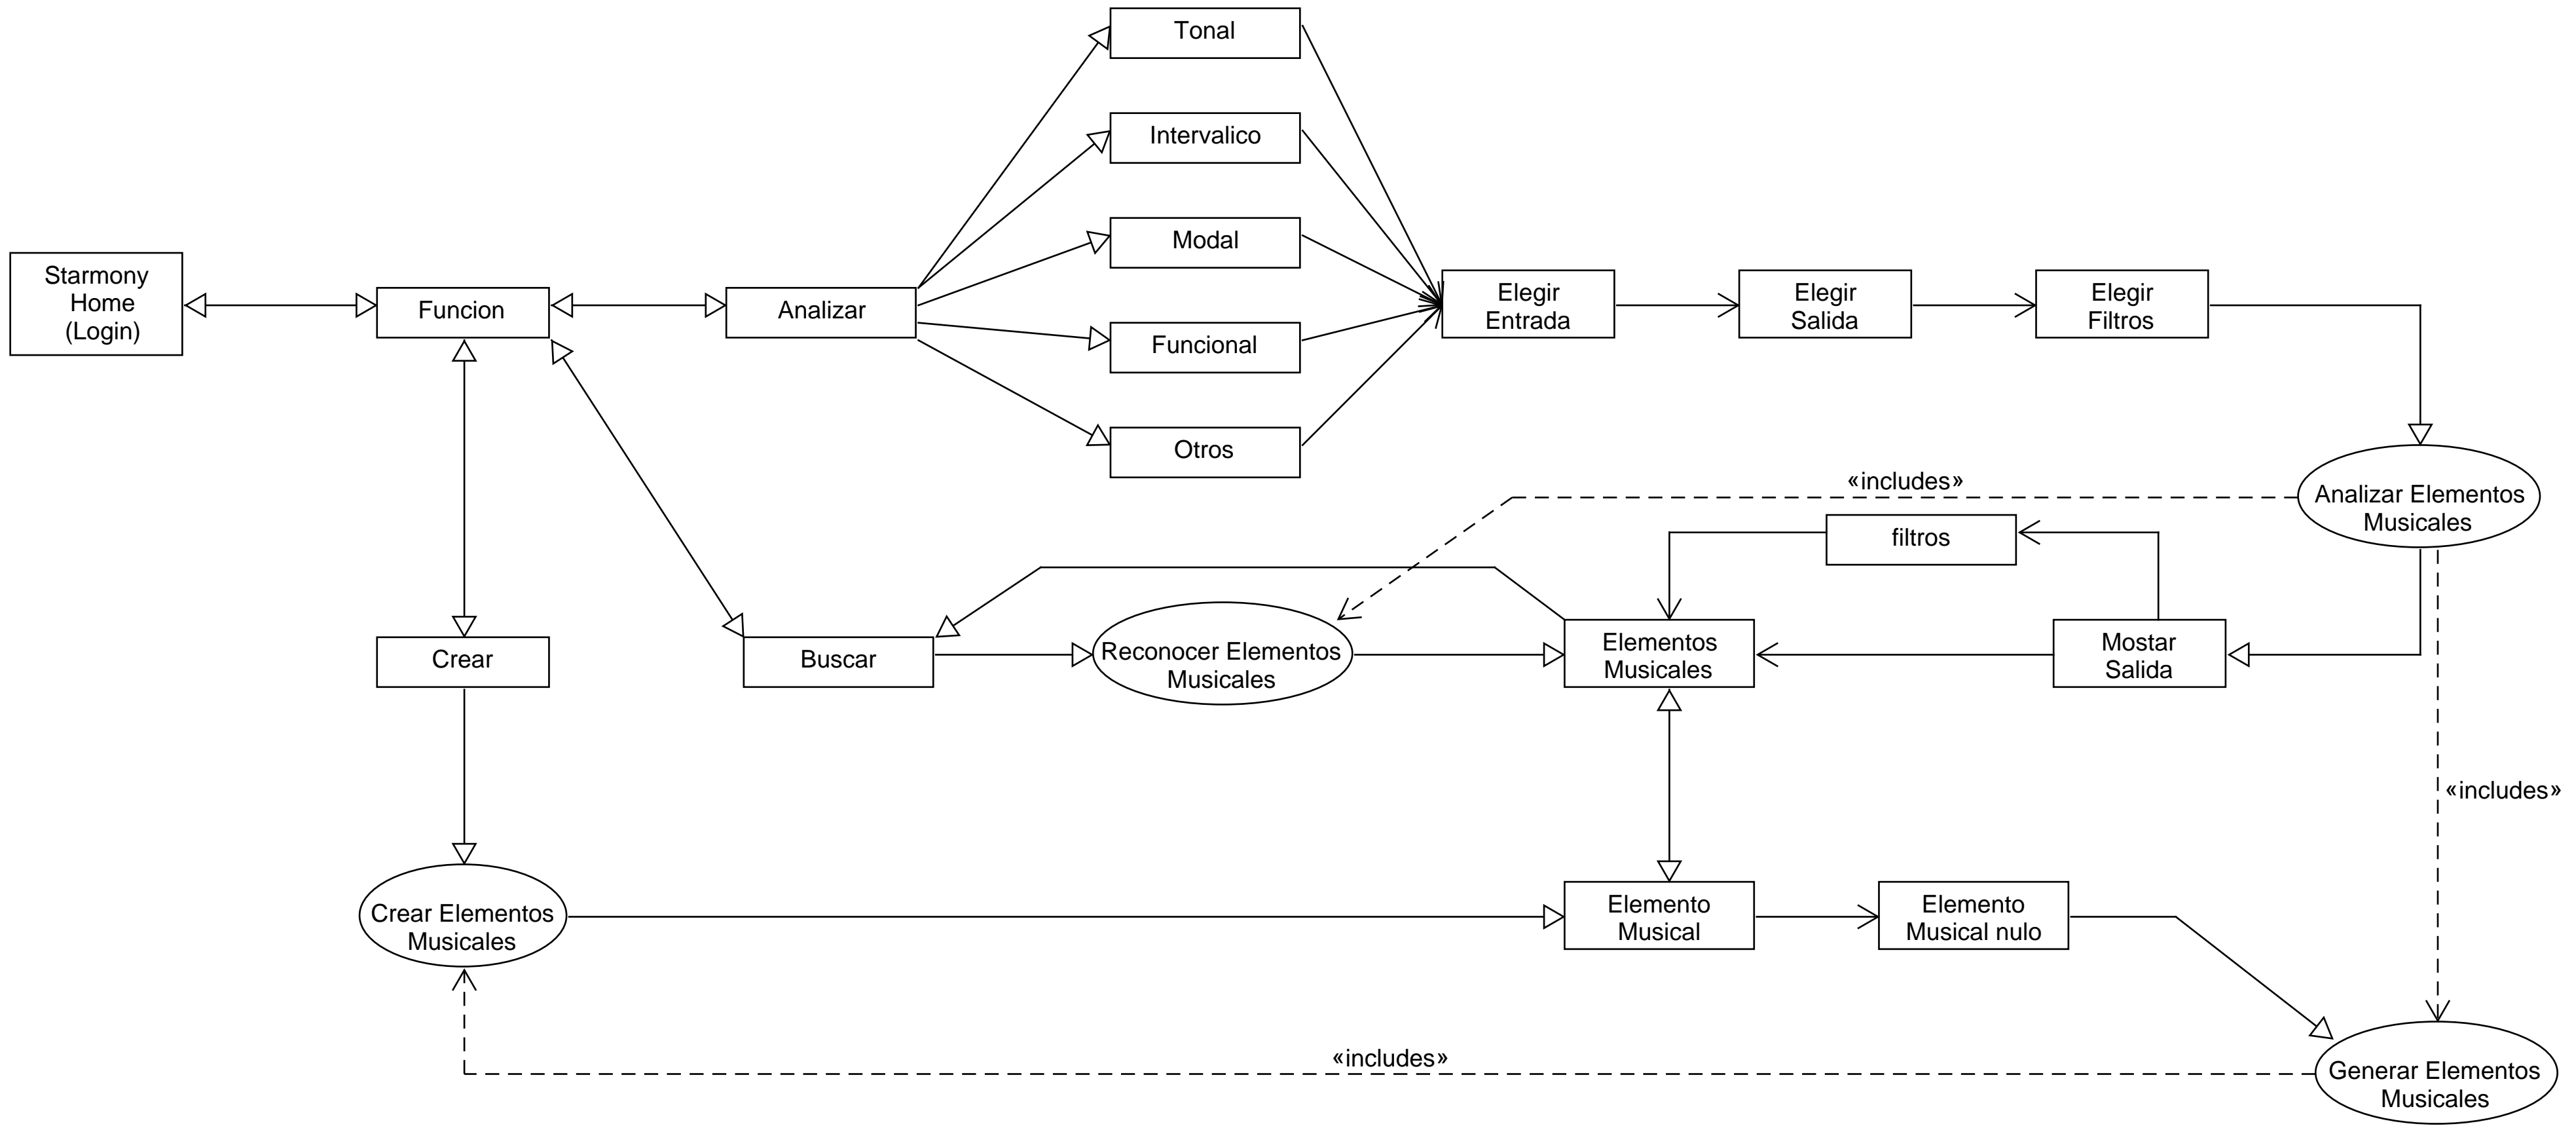 Tonal
Intervalico
Modal
Funcional
Otros
Starmony
Home
(Login)
Funcion
Analizar
Elegir
Entrada
Elegir
Salida
Elegir
Filtros
«includes»
Analizar Elementos
Musicales
filtros
Crear
Buscar
Reconocer Elementos
Musicales
Elementos
Musicales
Mostar
Salida
«includes»
Crear Elementos
Musicales
Elemento
Musical
Elemento
Musical nulo
«includes»
Generar Elementos
Musicales